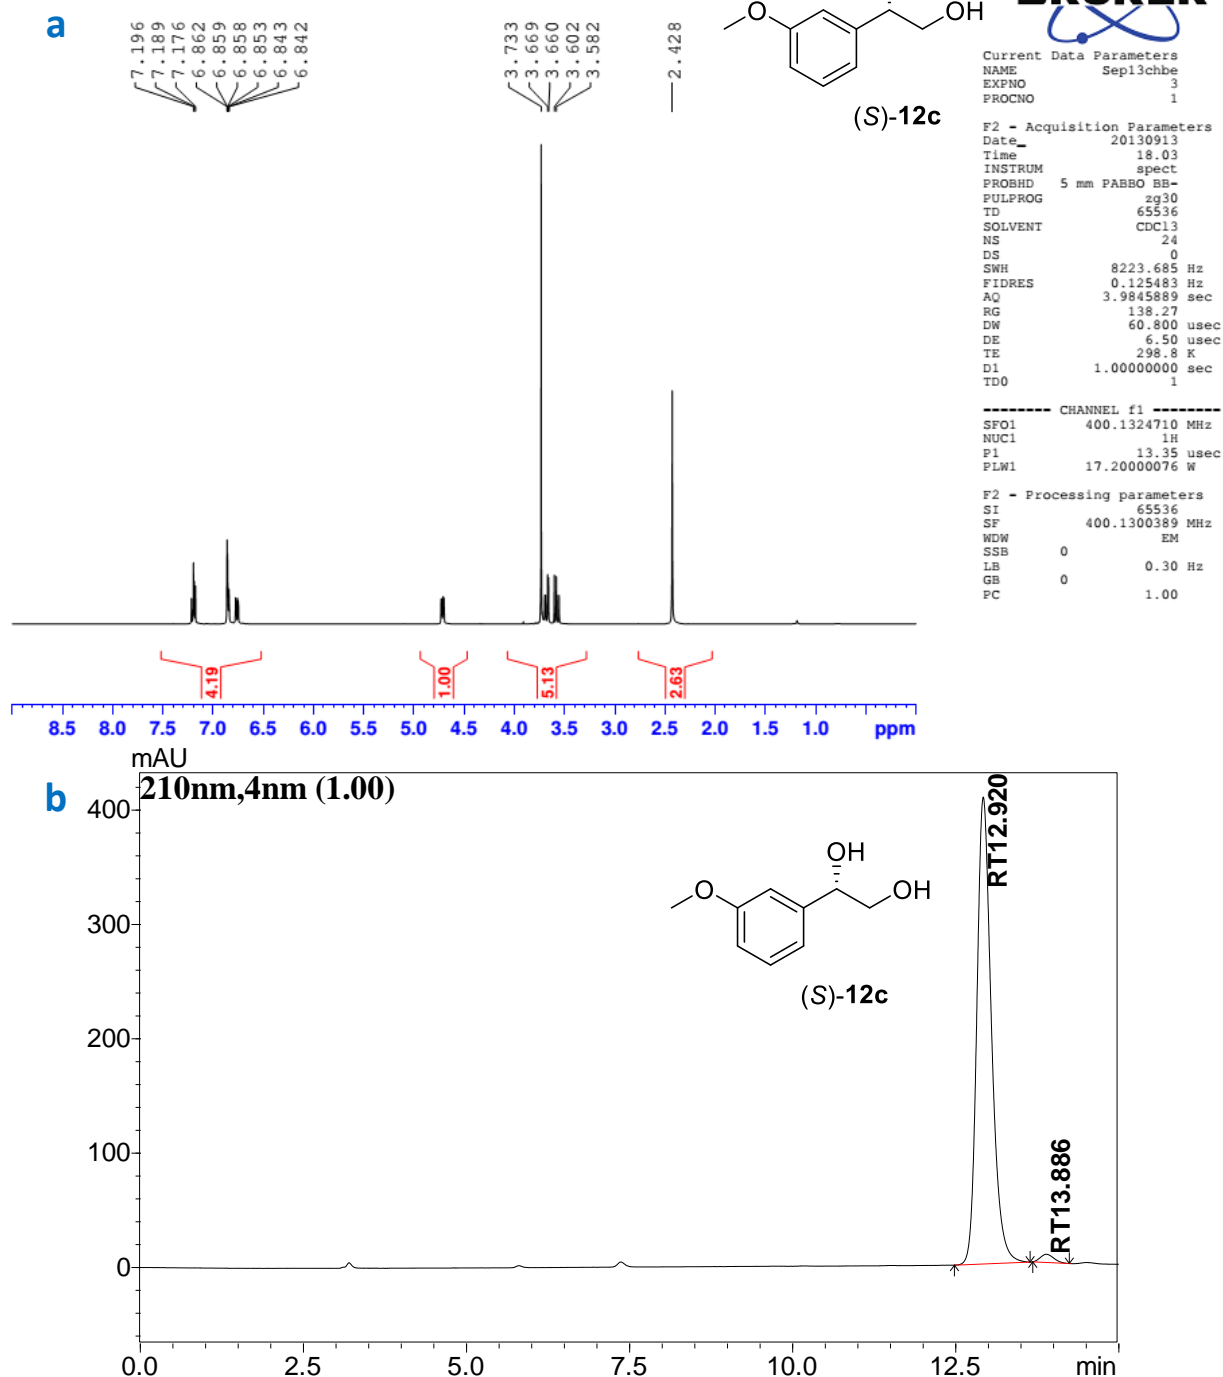 a
7.196
7.189
7.176
6.862
6.859
6.858
6.853
6.843
6.842
3.733
3.669
3.660
3.602
3.582
2.428
O
OH
(S)-12c
BRUKER
Current Data Parameters
NAME Sep13chbe
EXPNO 3
PROCNO 1
F2 - Acquisition Parameters
Date_ 20130913
Time 18.03
INSTRUM spect
PROBHD 5 mm PABBO BB-
PULPROG zg30
TD 65536
SOLVENT CDCl3
NS 24
DS 0
SWH 8223.685 Hz
FIDRES 0.125483 Hz
AQ 3.9845889 sec
RG 138.27
DW 60.800 usec
DE 6.50 usec
TE 298.8 K
D1 1.00000000 sec
TD0 1
-------- CHANNEL f1 --------
SFO1 400.1324710 MHz
NUC1 1H
P1 13.35 usec
PLW1 17.20000076 W
F2 - Processing parameters
SI 65536
SF 400.1300389 MHz
WDW EM
SSB 0
LB 0.30 Hz
GB 0
PC 1.00
4.19
1.00
5.13
2.63
8.5 8.0 7.5 7.0 6.5 6.0 5.5 5.0 4.5 4.0 3.5 3.0 2.5 2.0 1.5 1.0 ppm
b
mAU
210nm,4nm (1.00)
400
300
200
100
0
RT12.920
RT13.886
OH
O
OH
(S)-12c
0.0 2.5 5.0 7.5 10.0 12.5 min